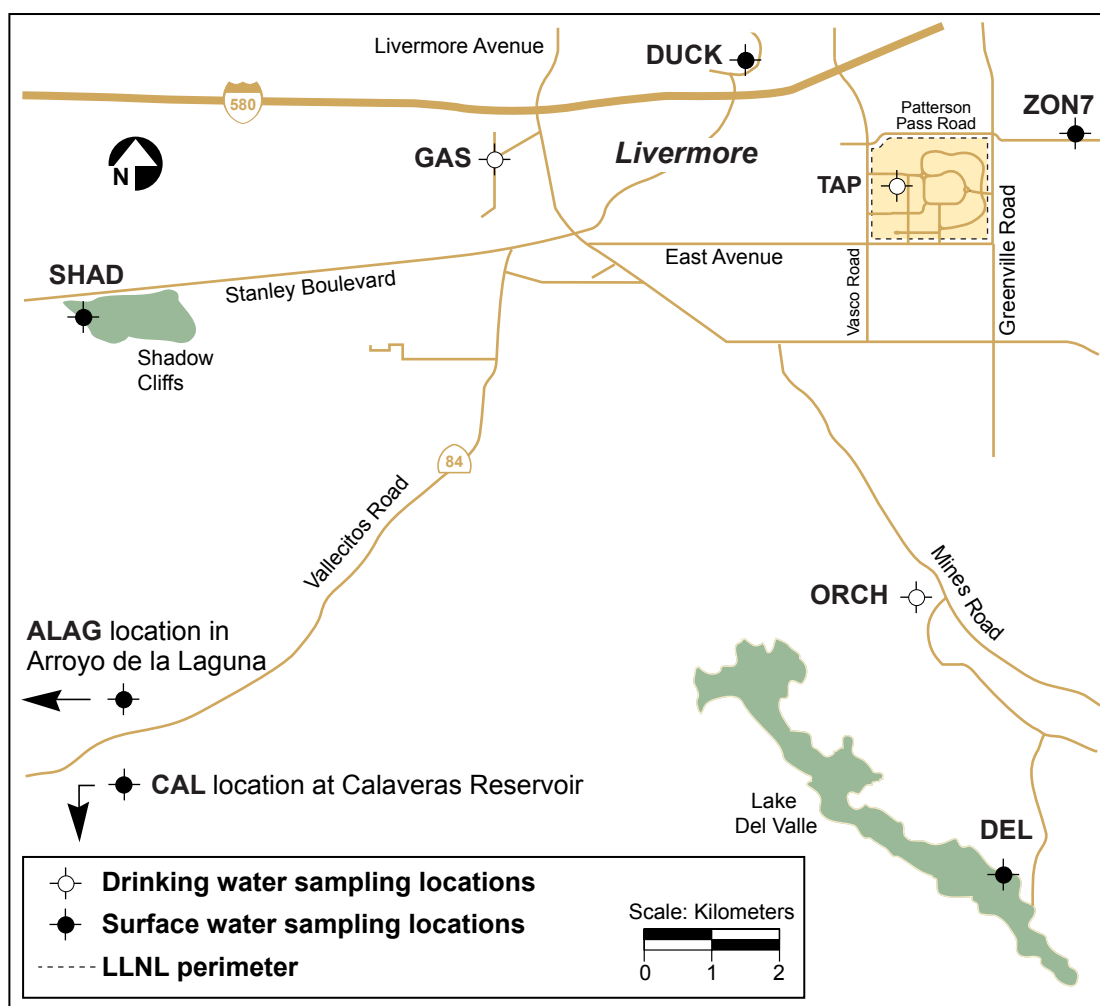 Livermore Avenue
DUCK
580
Patterson
Pass Road
ZON7
N
GAS
Livermore
TAP
SHAD
Stanley Boulevard
East Avenue
Vasco Road
Greenville Road
Shadow
Cliffs
84
Vallecitos Road
Mines Road
ORCH
ALAG location in
Arroyo de la Laguna
CAL location at Calaveras Reservoir
Lake
Del Valle
DEL
Drinking water sampling locations
Surface water sampling locations
LLNL perimeter
Scale: Kilometers
0 1 2